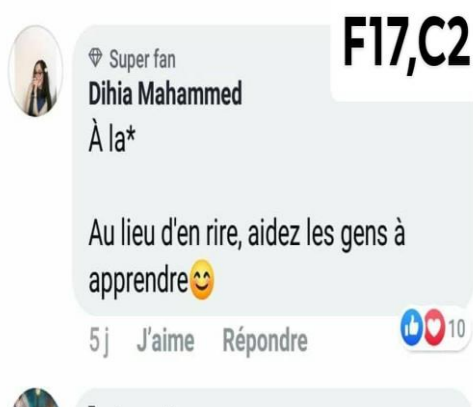 F17,C2
Super fan
Dihia Mahammed
À la*
Au lieu d'en rire, aidez les gens à
apprendre😊
5 j J'aime Répondre
10